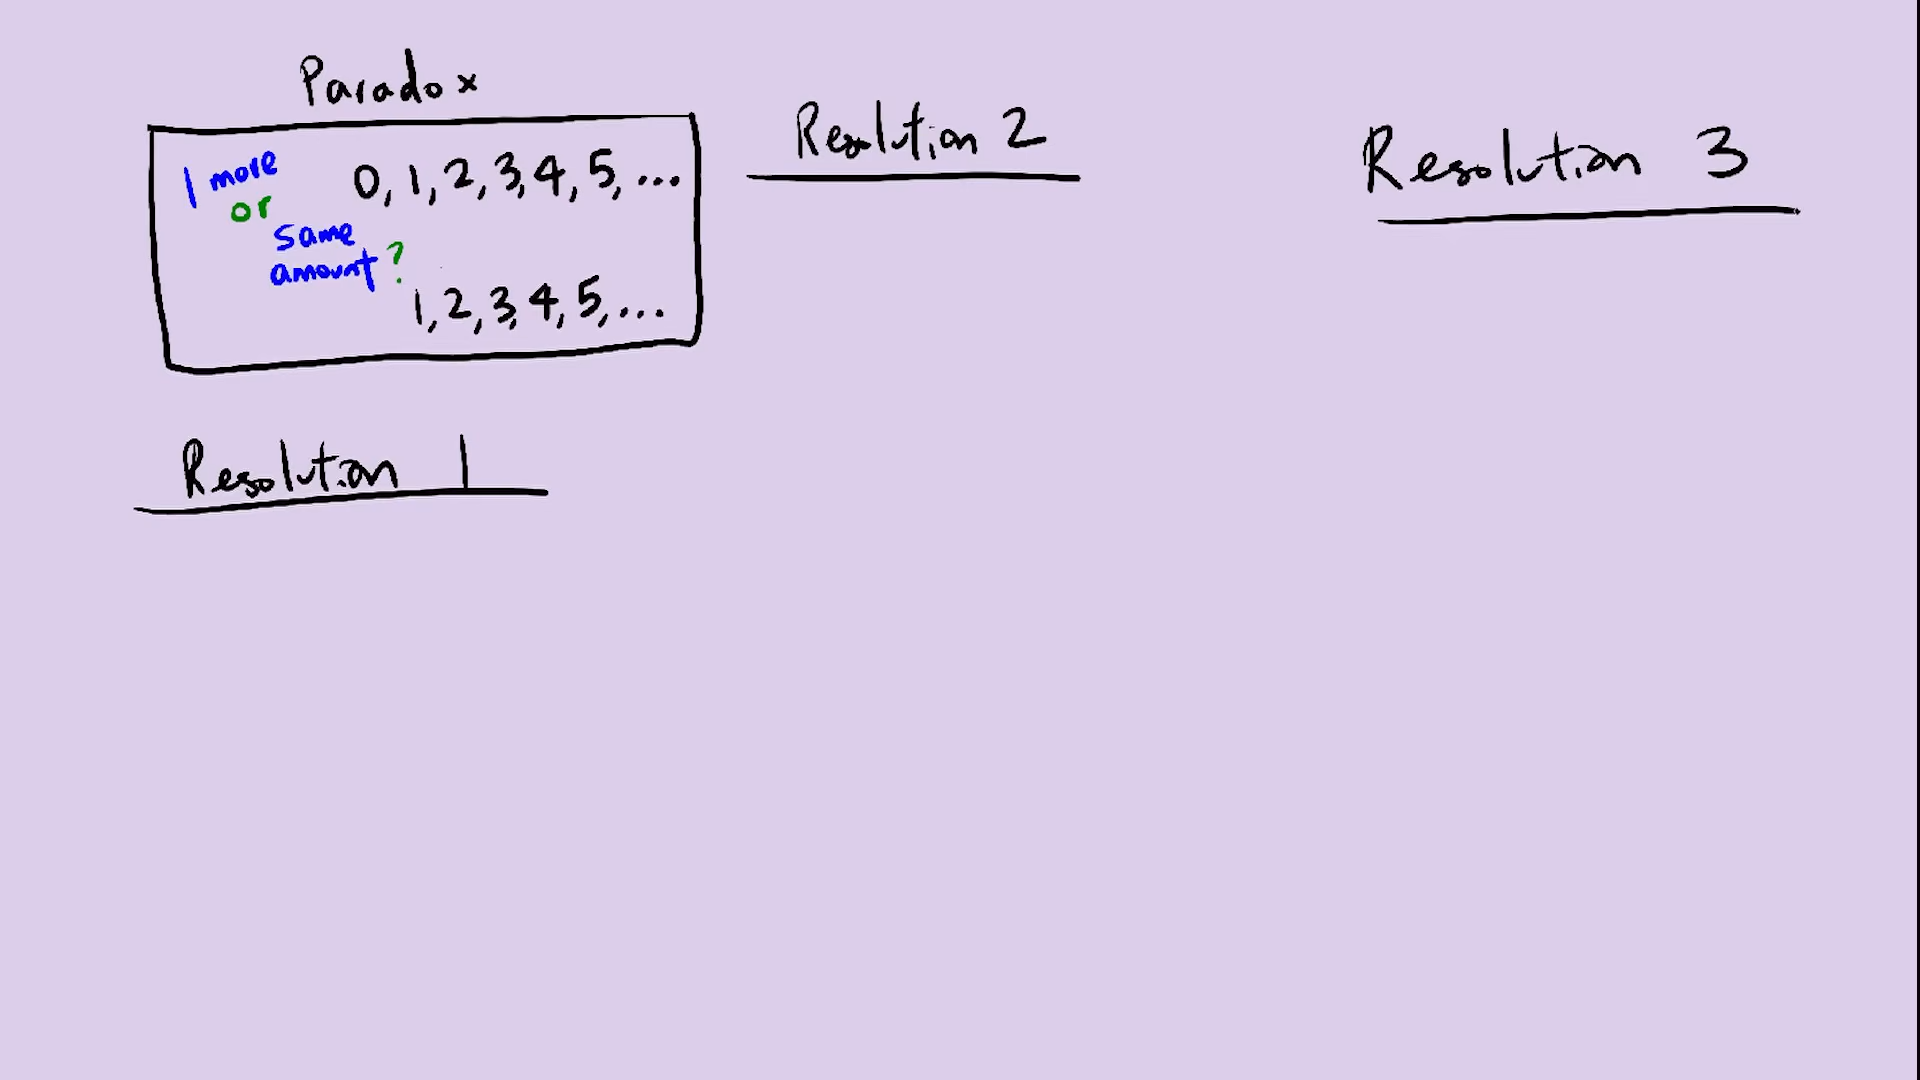 Paradox
1 more
or
same
amount?
0, 1, 2, 3, 4, 5, ...
1, 2, 3, 4, 5, ...
Resolution 1
Resolution 2
Resolution 3